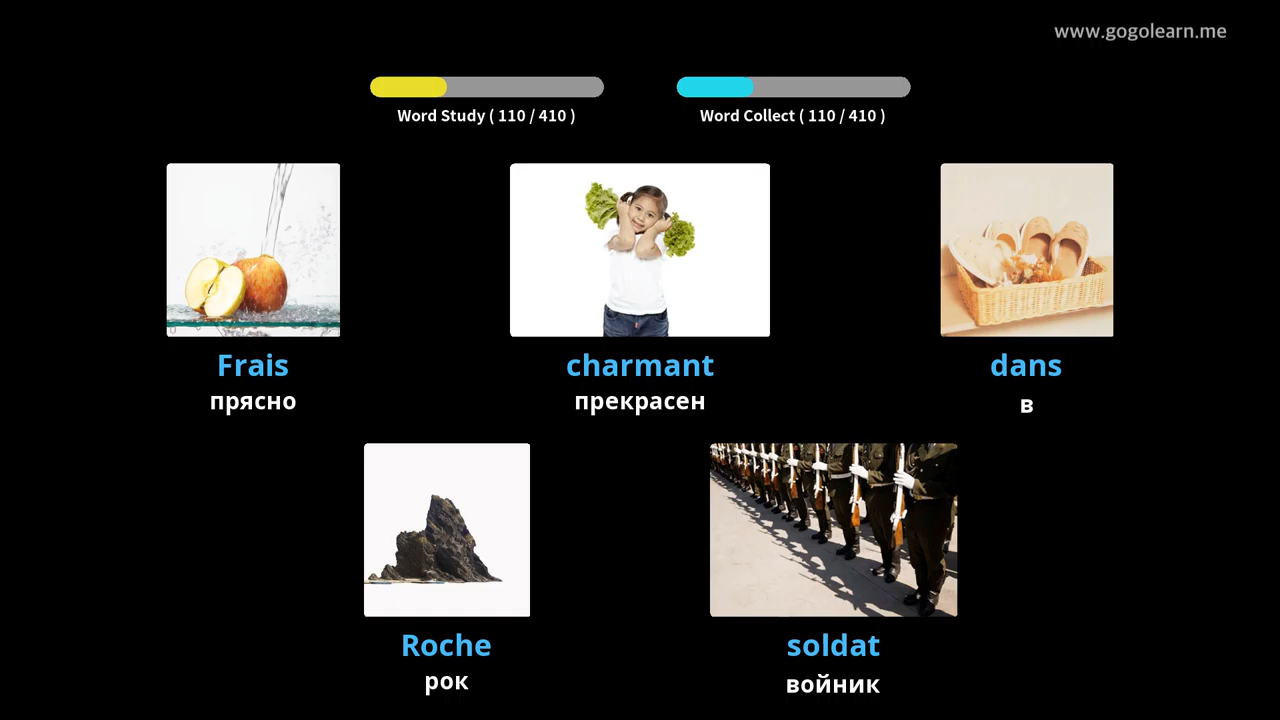 www.gogolearn.me
Word Study ( 110 / 410 )
Word Collect ( 110 / 410 )
Frais
прясно
charmant
прекрасен
dans
в
Roche
рок
soldat
войник